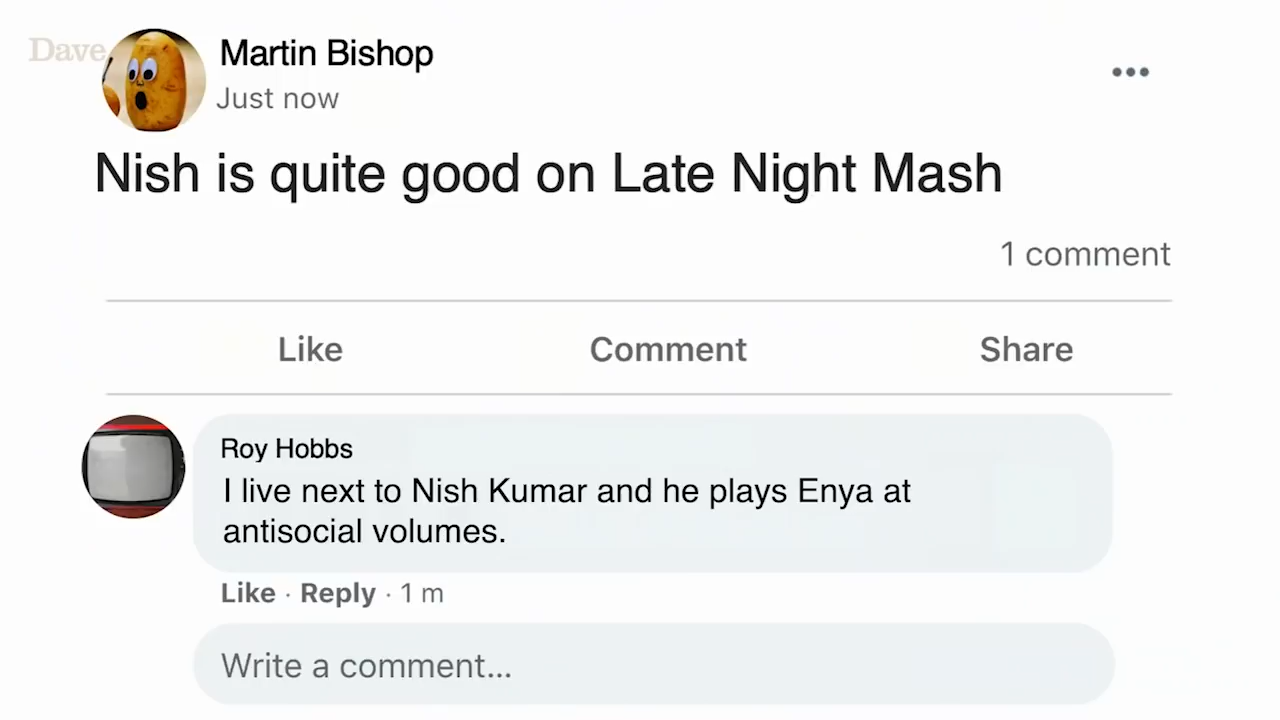 Dave
Martin Bishop
Just now
Nish is quite good on Late Night Mash
1 comment
Like Comment Share
Roy Hobbs
I live next to Nish Kumar and he plays Enya at
antisocial volumes.
Like · Reply · 1 m
Write a comment...